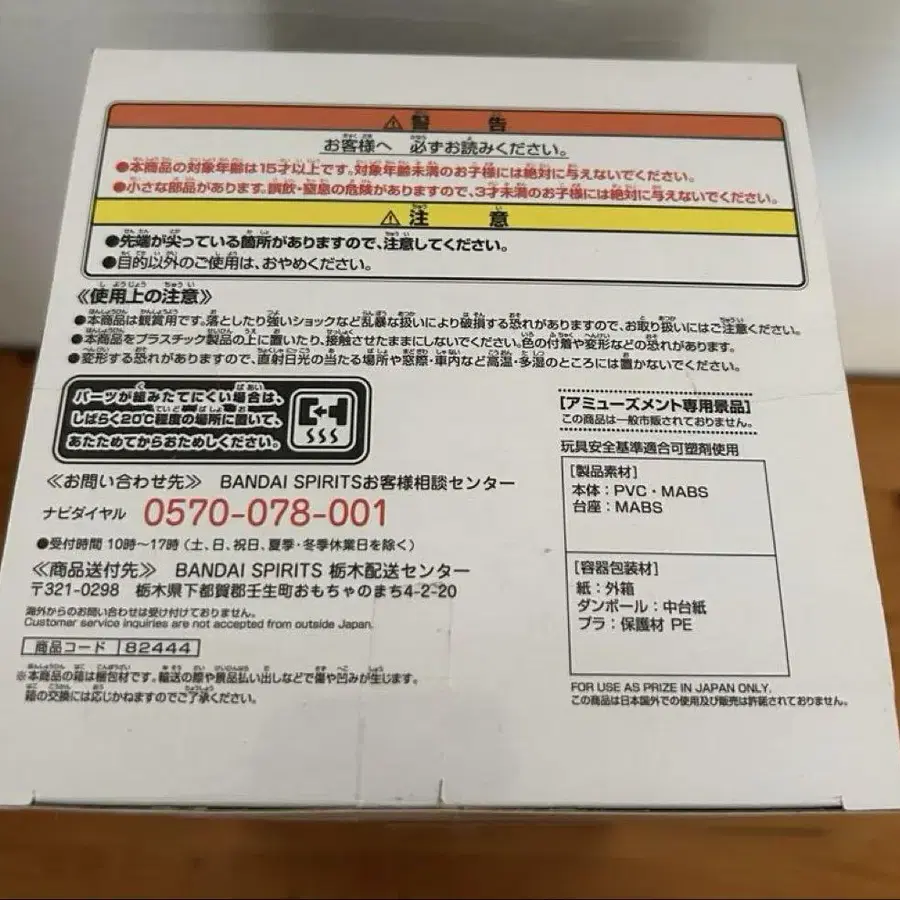 ⚠ 警告
お客様へ 必ずお読みください。
●本商品の対象年齢は15才以上です。対象年齢未満のお子様には絶対に与えないでください。
●小さな部品があります。誤飲・窒息の危険がありますので、3才未満のお子様には絶対に与えないでください。
⚠ 注意
●先端が尖っている箇所がありますので、注意してください。
●目的以外のご使用は、おやめください。
《使用上の注意》
●本商品は観賞用です。落としたり強いショックなど乱暴な扱いにより破損する恐れがありますので、お取り扱いにはご注意ください。
●本商品をプラスチック製品の上に置いたり、接触させたままにしないでください。色の付着や変形などの恐れがあります。
●変形する恐れがありますので、直射日光の当たる場所や窓際・車内など高温・多湿のところには置かないでください。
パーツが組みたてにくい場合は、
しばらく20℃程度の場所に置いて、
あたためてからおためしください。
《お問い合わせ先》 BANDAI SPIRITSお客様相談センター
ナビダイヤル 0570-078-001
●受付時間 10時〜17時（土、日、祝日、夏季・冬季休業日を除く）
《商品送付先》 BANDAI SPIRITS 栃木配送センター
〒321-0298 栃木県下都賀郡壬生町おもちゃのまち4-2-20
海外からのお問い合わせは受け付けておりません。
Customer service inquiries are not accepted from outside Japan.
商品コード 82444
※本商品の箱は梱包材です。輸送の際や景品払い出しなどで傷や凹みが生じます。
箱の交換には応じかねますのでご了承ください。
【アミューズメント専用景品】
この商品は一般市販されておりません。
玩具安全基準適合可塑剤使用
［製品素材］
本体：PVC・MABS
台座：MABS
［容器包装材］
紙：外箱
ダンボール：中台紙
プラ：保護材 PE
FOR USE AS PRIZE IN JAPAN ONLY.
この商品は日本国外での使用及び販売は許諾されておりません。